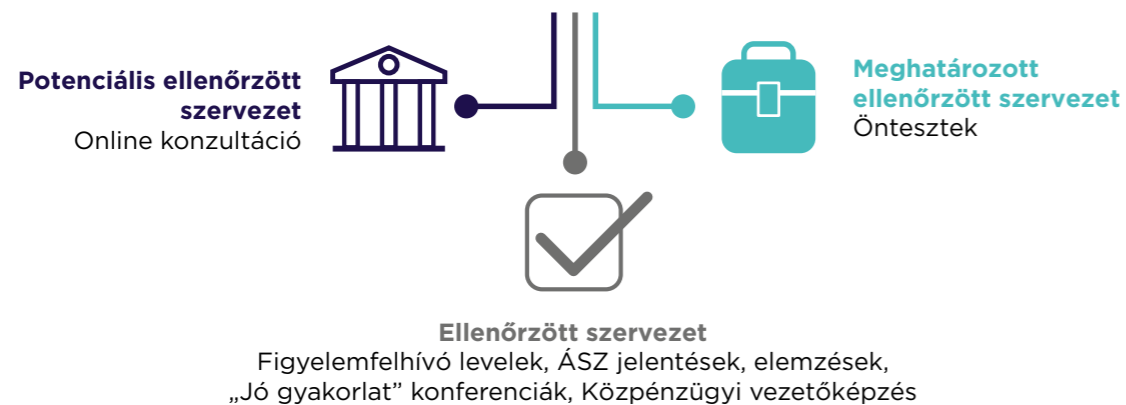 Potenciális ellenőrzött
szervezet
Online konzultáció
Meghatározott
ellenőrzött szervezet
Öntesztek
Ellenőrzött szervezet
Figyelemfelhívó levelek, ÁSZ jelentések, elemzések,
„Jó gyakorlat” konferenciák, Közpénzügyi vezetőképzés